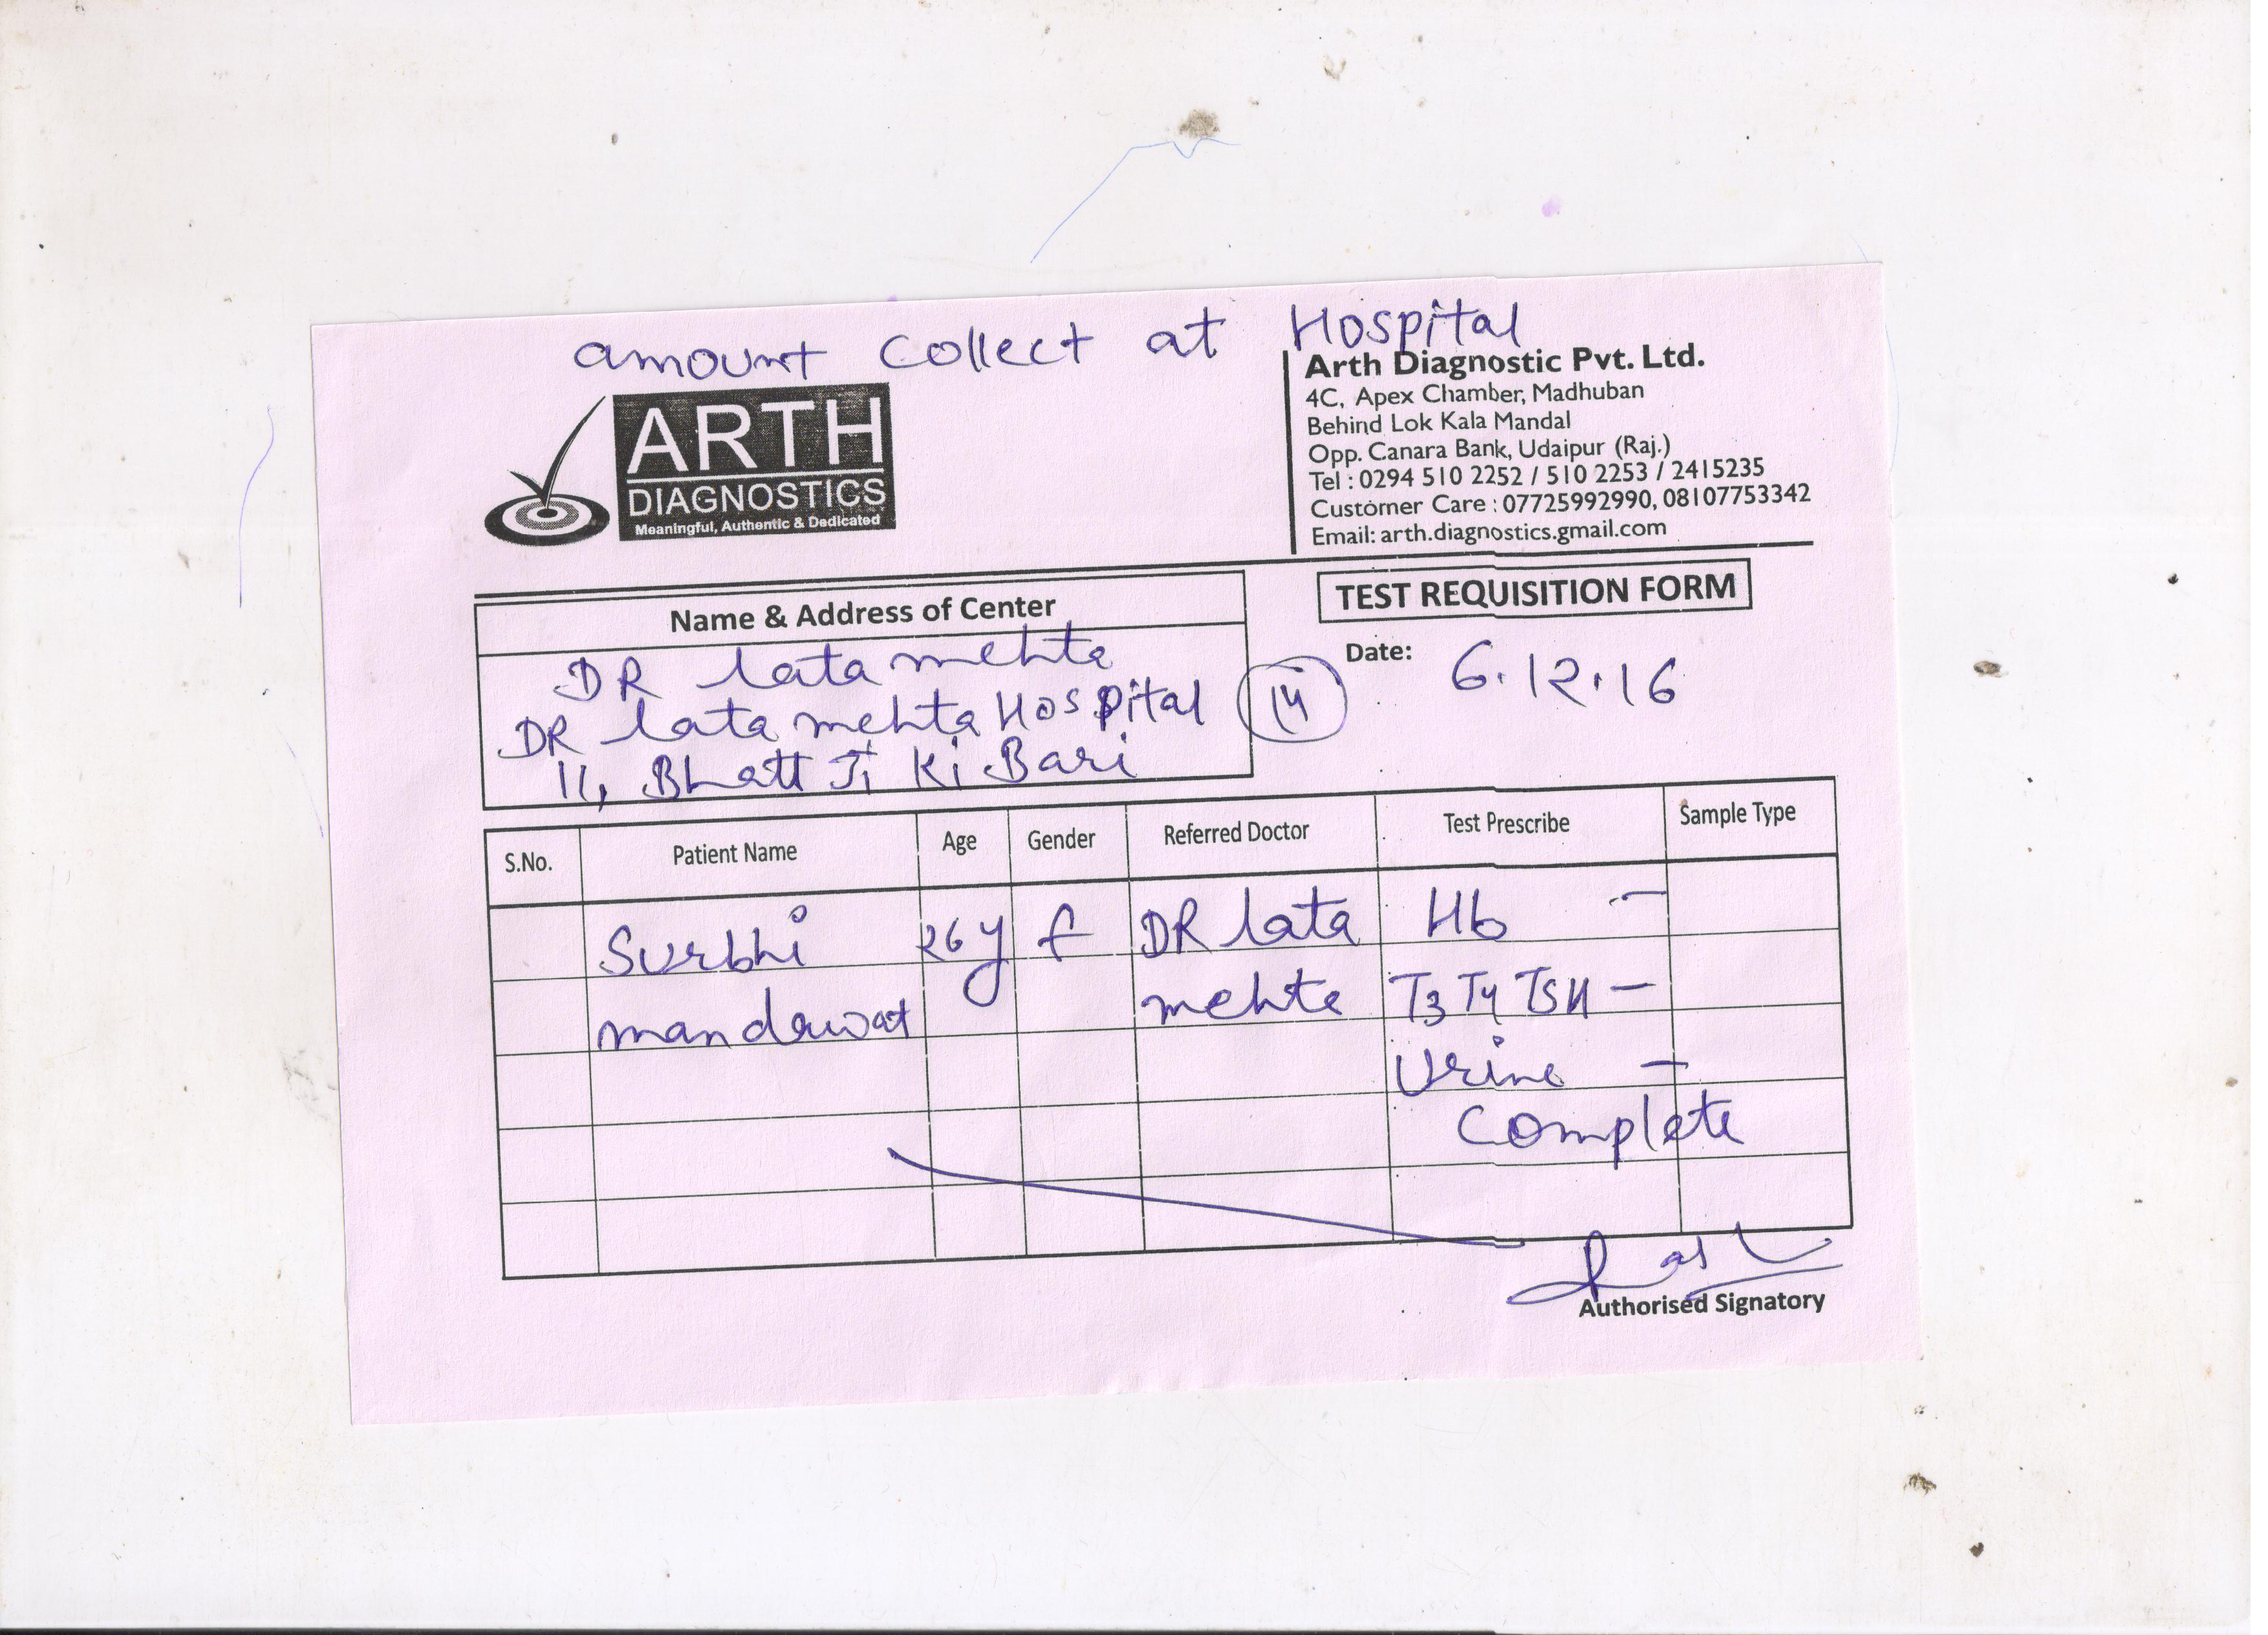 amount collect at Hospital
ARTH
DIAGNOSTICS
Meaningful, Authentic & Dedicated
Arth Diagnostic Pvt. Ltd.
4C, Apex Chamber, Madhuban
Behind Lok Kala Mandal
Opp. Canara Bank, Udaipur (Raj.)
Tel : 0294 510 2252 / 510 2253 / 2415235
Customer Care : 07725992990, 08107753342
Email: arth.diagnostics.gmail.com
Name & Address of Center
DR lata mehta
DR lata mehta Hospital
11, Bhatt Ji Ki Bari
14
TEST REQUISITION FORM
Date: 6.12.16
S.No. Patient Name Age Gender Referred Doctor Test Prescribe Sample Type
Surbhi 26 y f DR lata Hb -
mandawat mehta T3 T4 TSH -
Urine -
Complete
Authorised Signatory